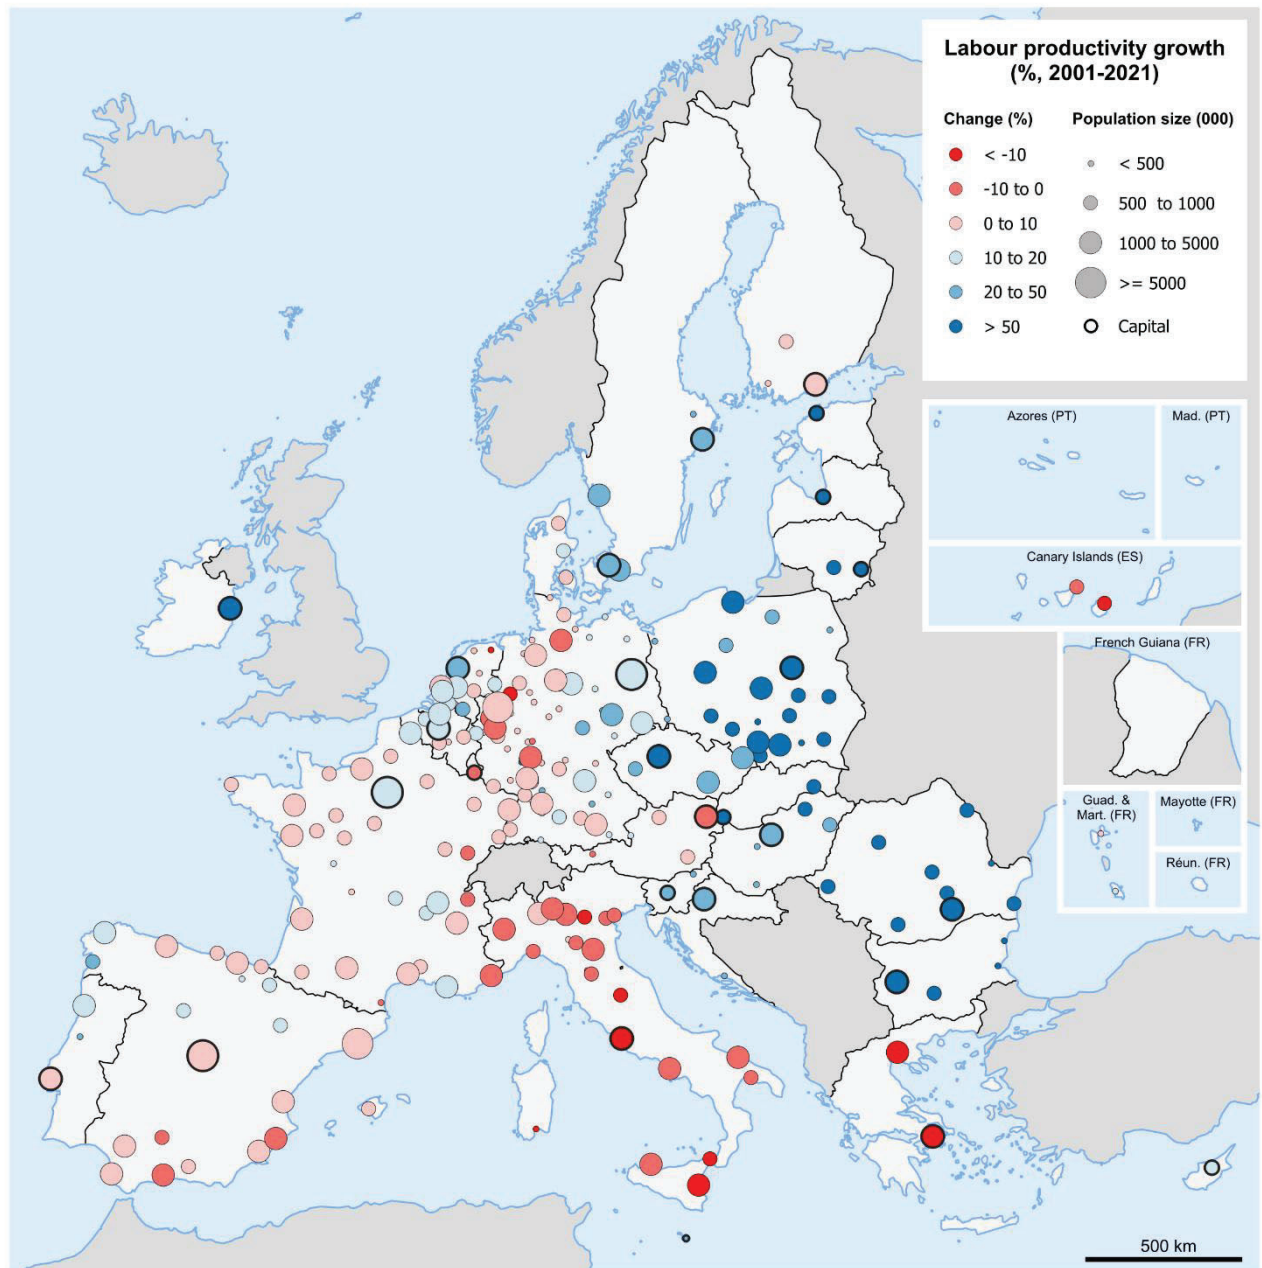 Labour productivity growth
(%, 2001-2021)
Change (%)
Population size (000)
< -10
-10 to 0
0 to 10
10 to 20
20 to 50
> 50
< 500
500 to 1000
1000 to 5000
>= 5000
Capital
Azores (PT)
Mad. (PT)
Canary Islands (ES)
French Guiana (FR)
Guad. &
Mart. (FR)
Mayotte (FR)
Réun. (FR)
500 km